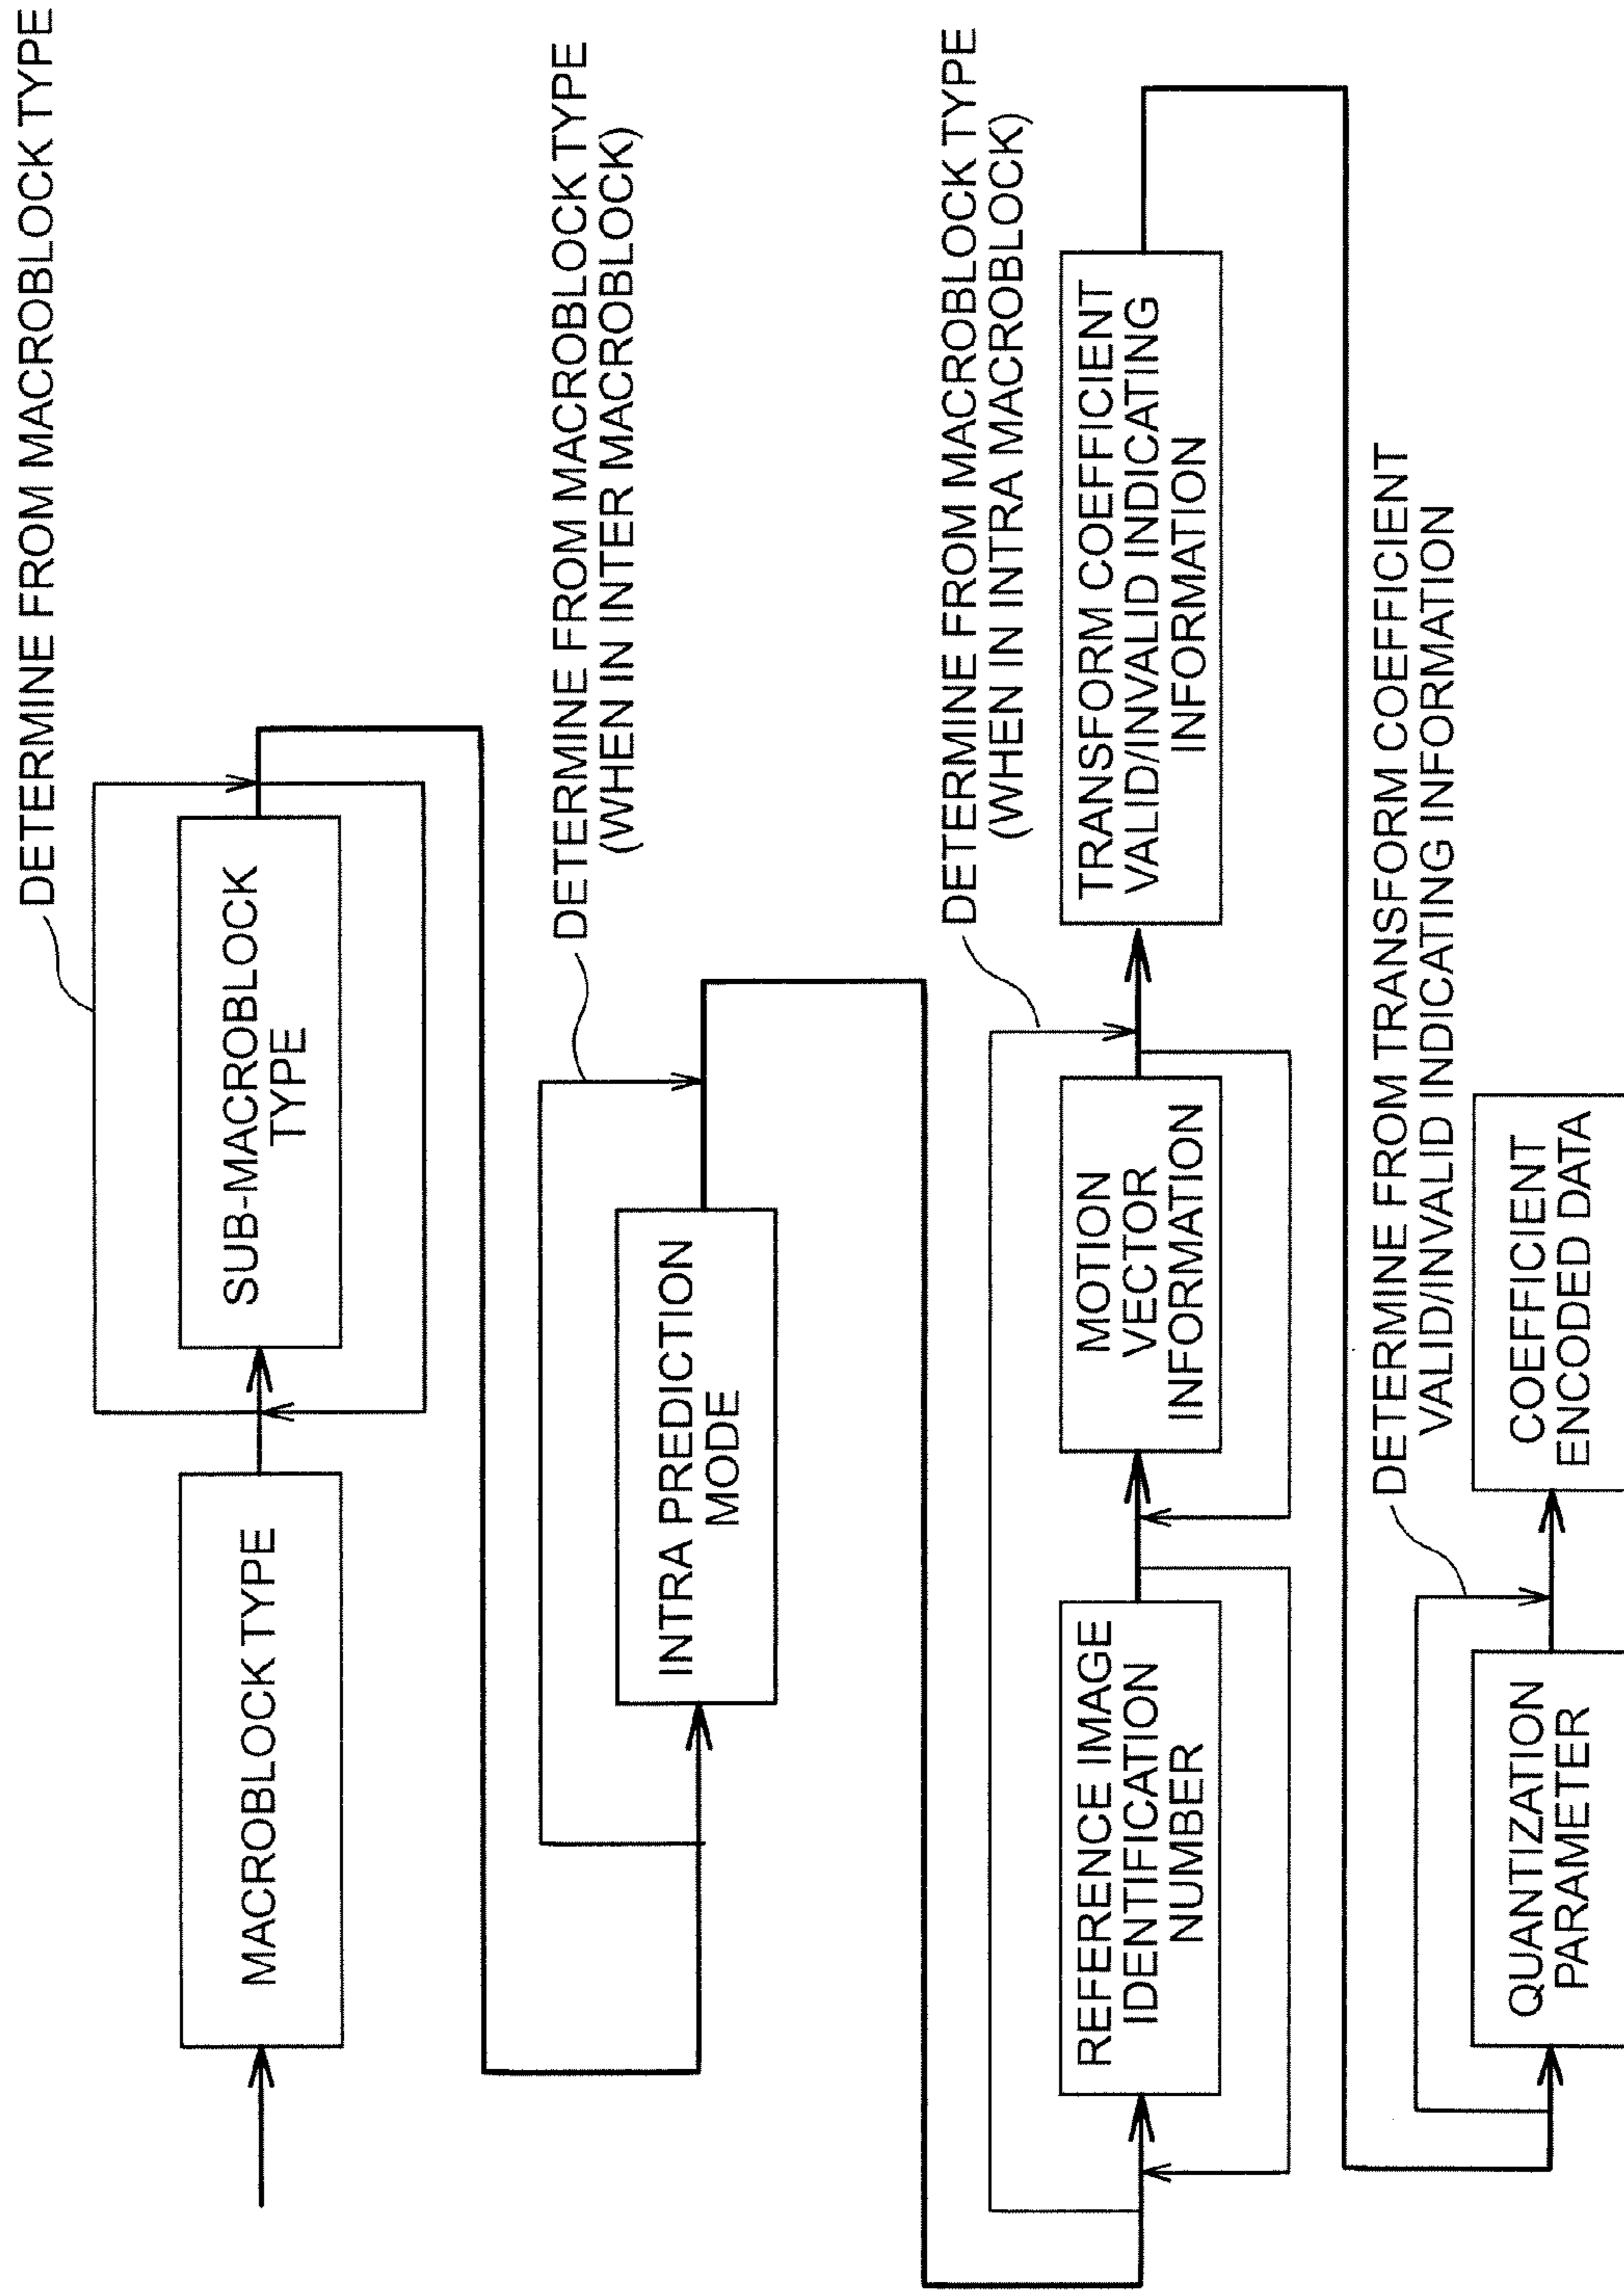 DETERMINE FROM MACROBLOCK TYPE
MACROBLOCK TYPE
SUB-MACROBLOCK
TYPE
DETERMINE FROM MACROBLOCK TYPE
(WHEN IN INTER MACROBLOCK)
INTRA PREDICTION
MODE
DETERMINE FROM MACROBLOCK TYPE
(WHEN IN INTRA MACROBLOCK)
REFERENCE IMAGE
IDENTIFICATION
NUMBER
MOTION
VECTOR
INFORMATION
TRANSFORM COEFFICIENT
VALID/INVALID INDICATING
INFORMATION
DETERMINE FROM TRANSFORM COEFFICIENT
VALID/INVALID INDICATING INFORMATION
QUANTIZATION
PARAMETER
COEFFICIENT
ENCODED DATA